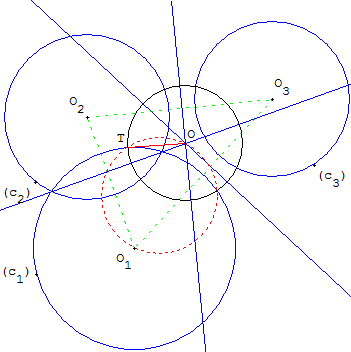 O3
O2
T O
(c3)
(c2)
O1
(c1)